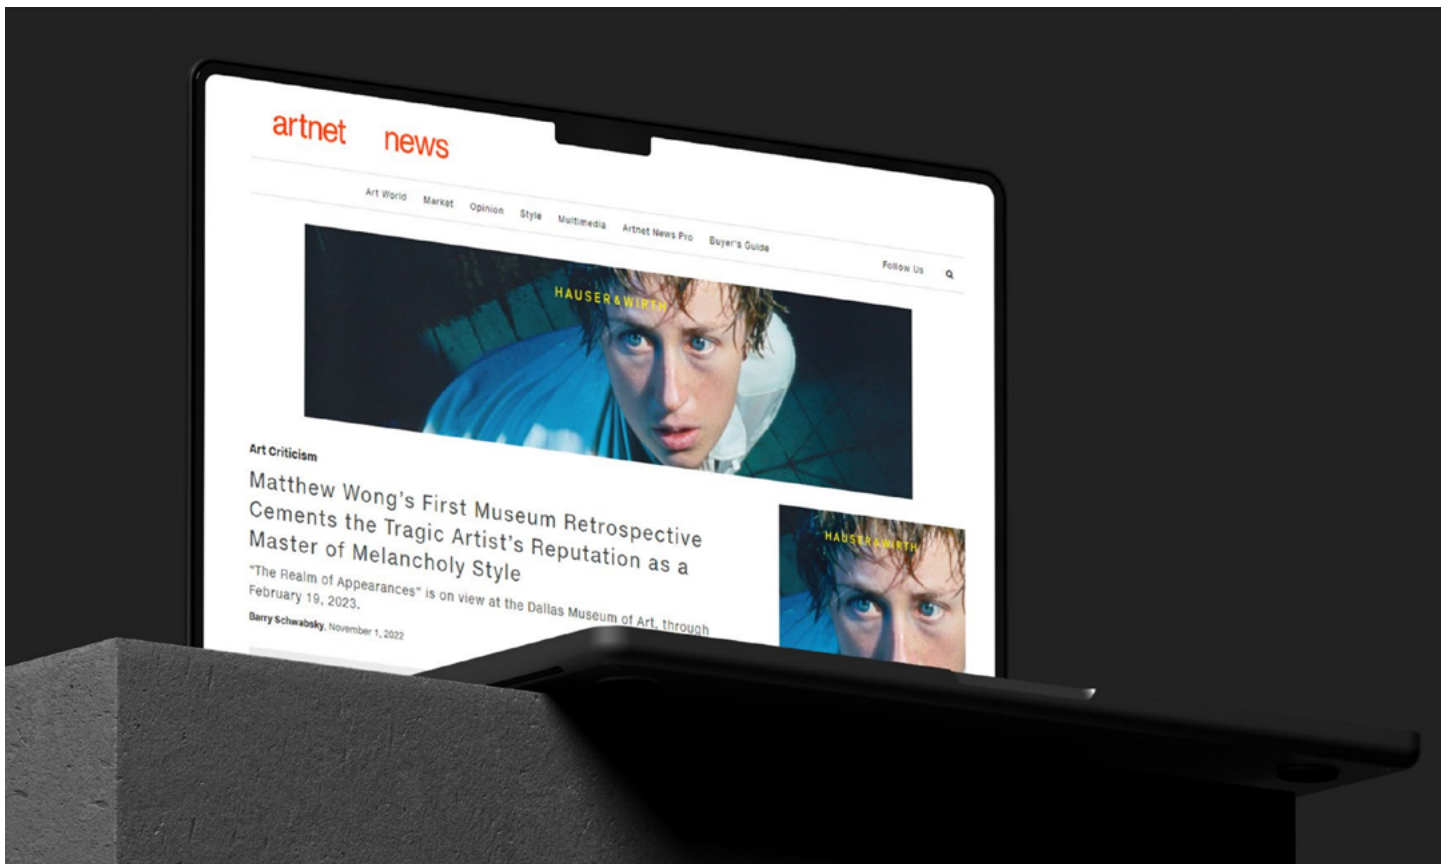 artnet news
Art World Market Opinion Style Multimedia Artnet News Pro Buyer's Guide Follow Us
HAUSER & WIRTH
Art Criticism
Matthew Wong's First Museum Retrospective
Cements the Tragic Artist's Reputation as a
Master of Melancholy Style
"The Realm of Appearances" is on view at the Dallas Museum of Art, through
February 19, 2023.
Barry Schwabsky, November 1, 2022
HAUSER & WIRTH